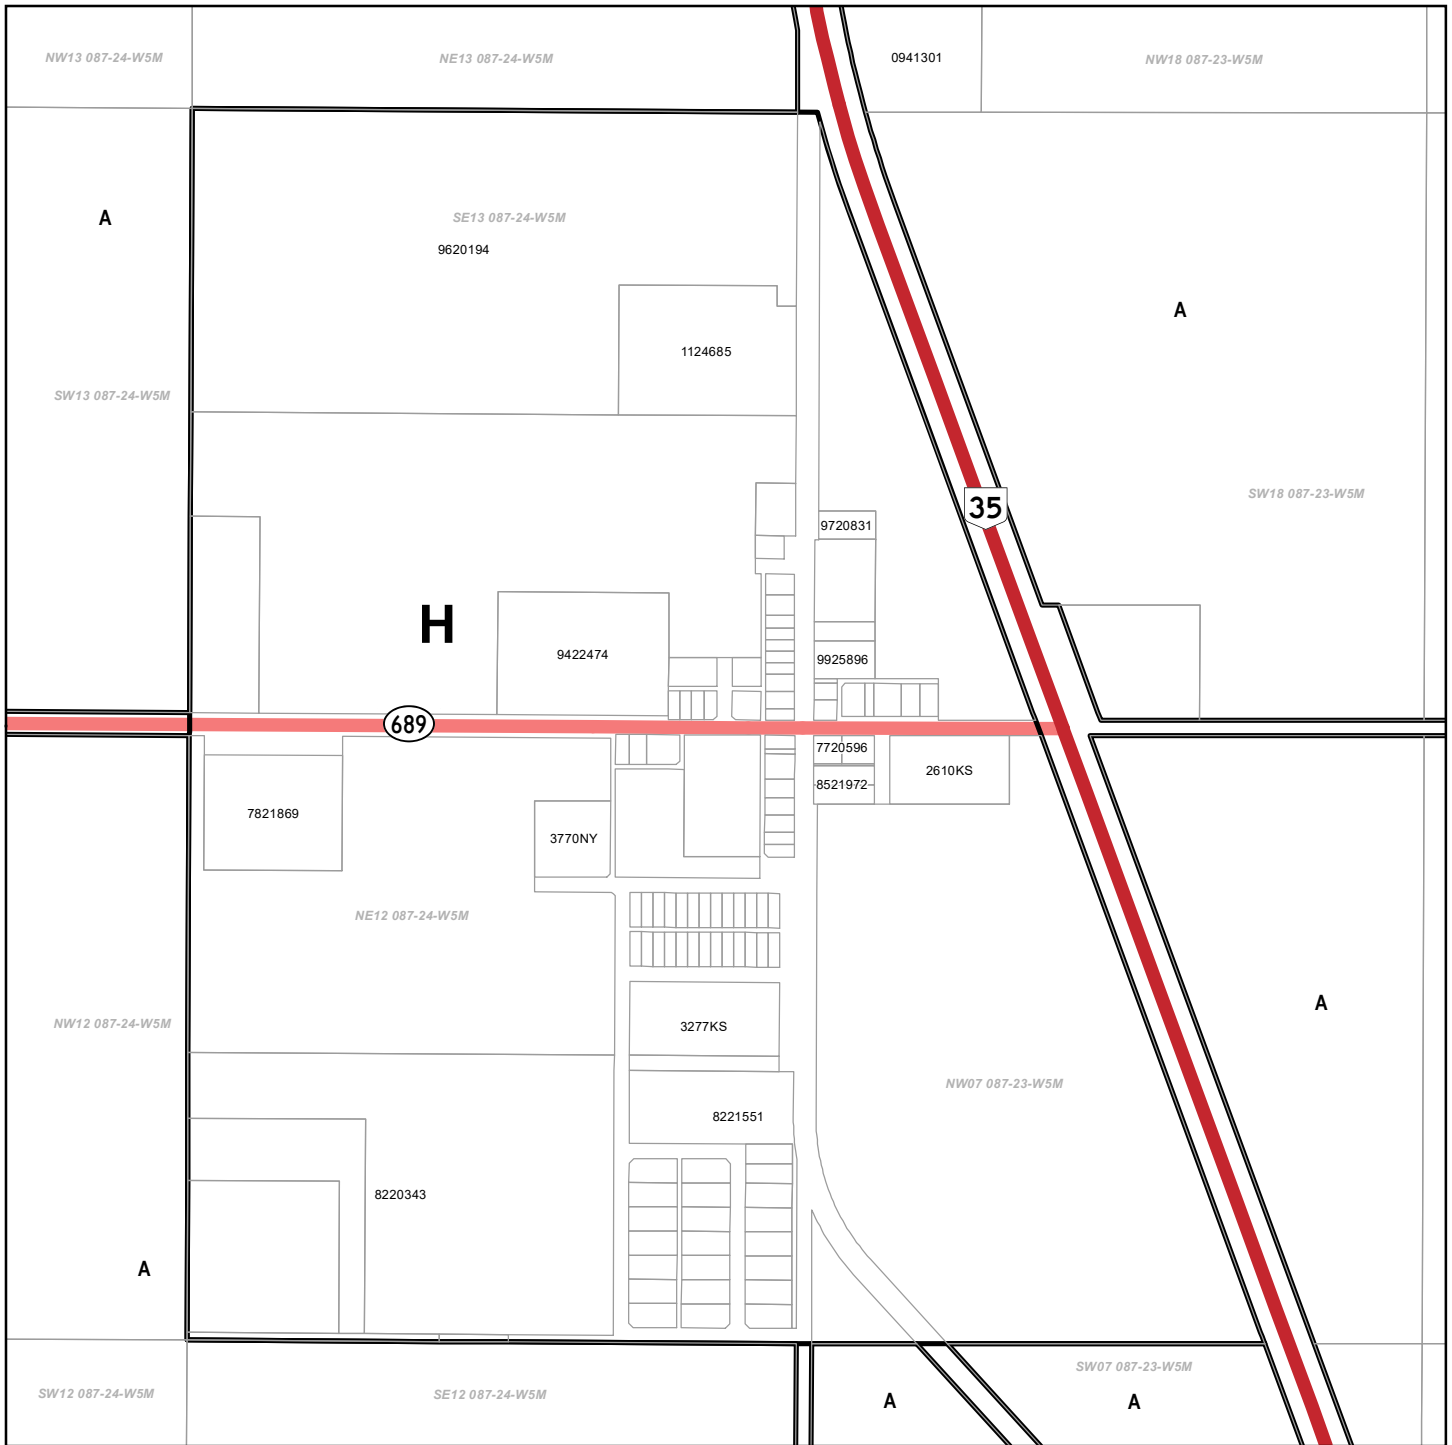 NW13 087-24-W5M
NE13 087-24-W5M
0941301
NW18 087-23-W5M
A
SE13 087-24-W5M
9620194
A
1124685
SW13 087-24-W5M
SW18 087-23-W5M
35
9720831
H
9422474
9925896
689
7720596
2610KS
8521972
7821869
3770NY
NE12 087-24-W5M
A
NW12 087-24-W5M
3277KS
NW07 087-23-W5M
8221551
8220343
A
SW07 087-23-W5M
SW12 087-24-W5M
SE12 087-24-W5M
A
A